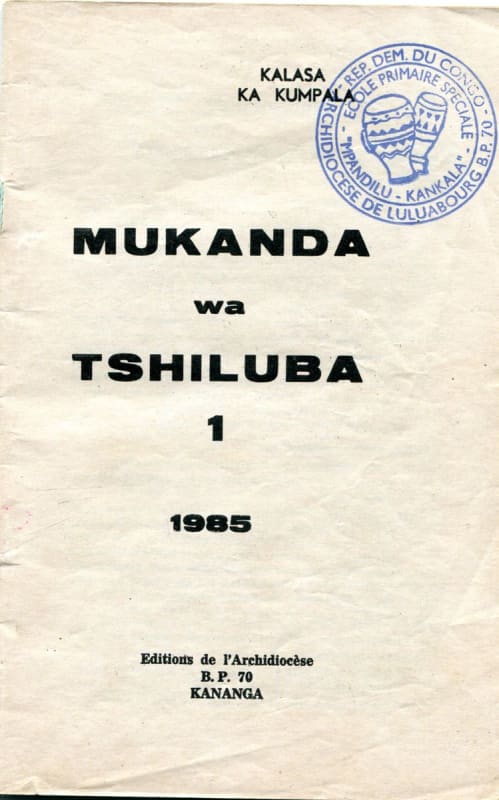 KALASA
KA KUMPALA
REP. DEM. DU CONGO
ARCHIDIOCESE DE LULUABOURG B.P. 70
ECOLE PRIMAIRE SPECIALE
"MPANDILU - KANKALA"
MUKANDA
wa
TSHILUBA
1
1985
Editions de l'Archidiocèse
B. P. 70
KANANGA